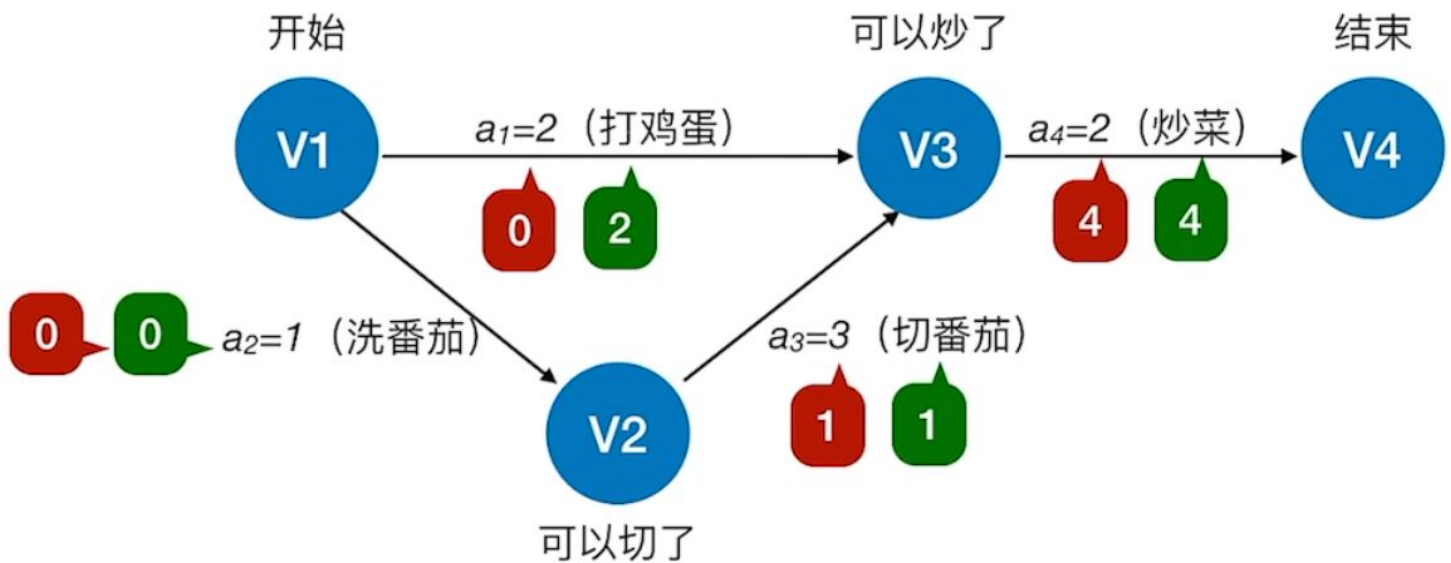 开始
可以炒了
结束
V1
a1=2（打鸡蛋）
V3
a4=2（炒菜）
V4
0
2
4
4
0
0
a2=1（洗番茄）
a3=3（切番茄）
V2
1
1
可以切了